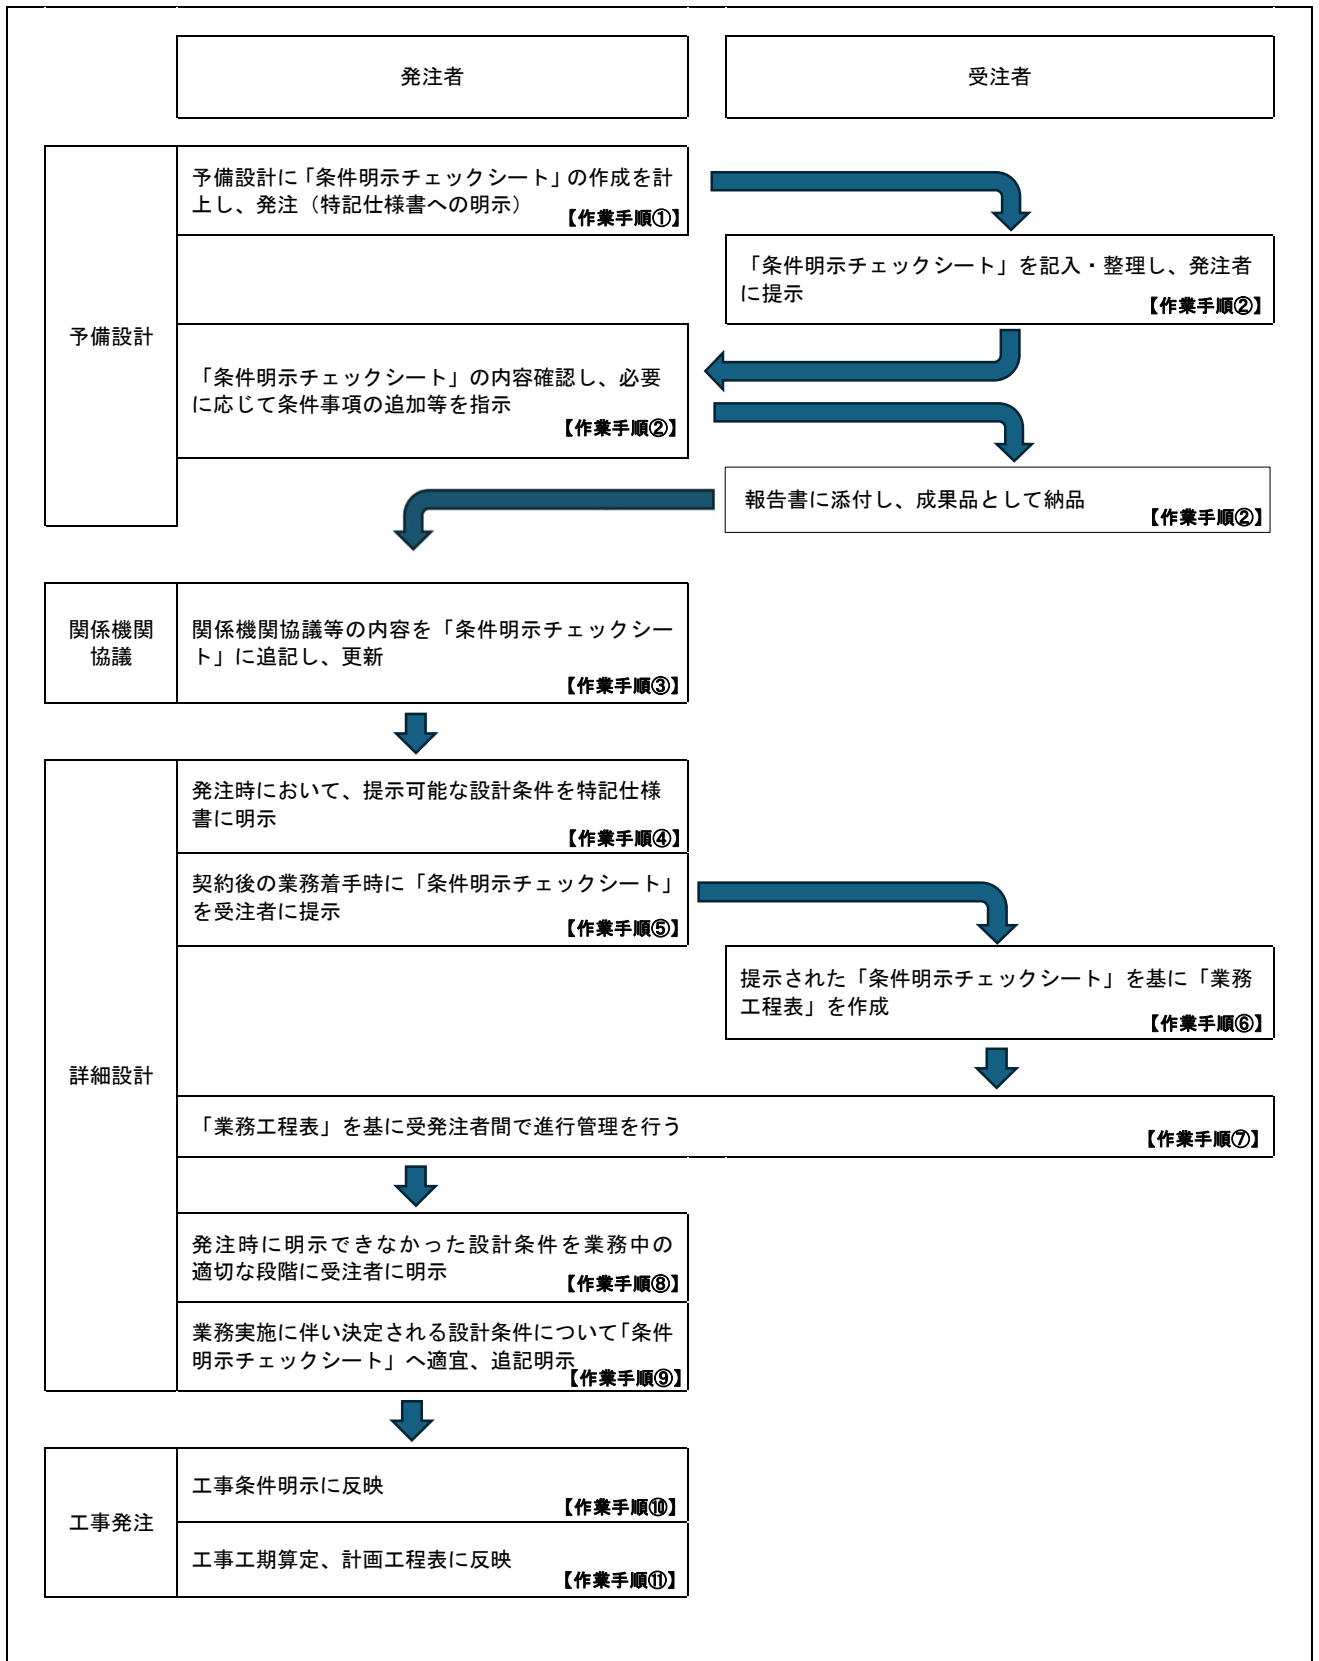 発注者
受注者
予備設計
予備設計に「条件明示チェックシート」の作成を計
上し、発注（特記仕様書への明示）
【作業手順①】
「条件明示チェックシート」を記入・整理し、発注者
に提示
【作業手順②】
「条件明示チェックシート」の内容確認し、必要
に応じて条件事項の追加等を指示
【作業手順②】
報告書に添付し、成果品として納品
【作業手順②】
関係機関
協議
関係機関協議等の内容を「条件明示チェックシー
ト」に追記し、更新
【作業手順③】
詳細設計
発注時において、提示可能な設計条件を特記仕様
書に明示
【作業手順④】
契約後の業務着手時に「条件明示チェックシート」
を受注者に提示
【作業手順⑤】
提示された「条件明示チェックシート」を基に「業務
工程表」を作成
【作業手順⑥】
「業務工程表」を基に受発注者間で進行管理を行う
【作業手順⑦】
発注時に明示できなかった設計条件を業務中の
適切な段階に受注者に明示
【作業手順⑧】
業務実施に伴い決定される設計条件について「条件
明示チェックシート」へ適宜、追記明示
【作業手順⑨】
工事発注
工事条件明示に反映
【作業手順⑩】
工事工期算定、計画工程表に反映
【作業手順⑪】